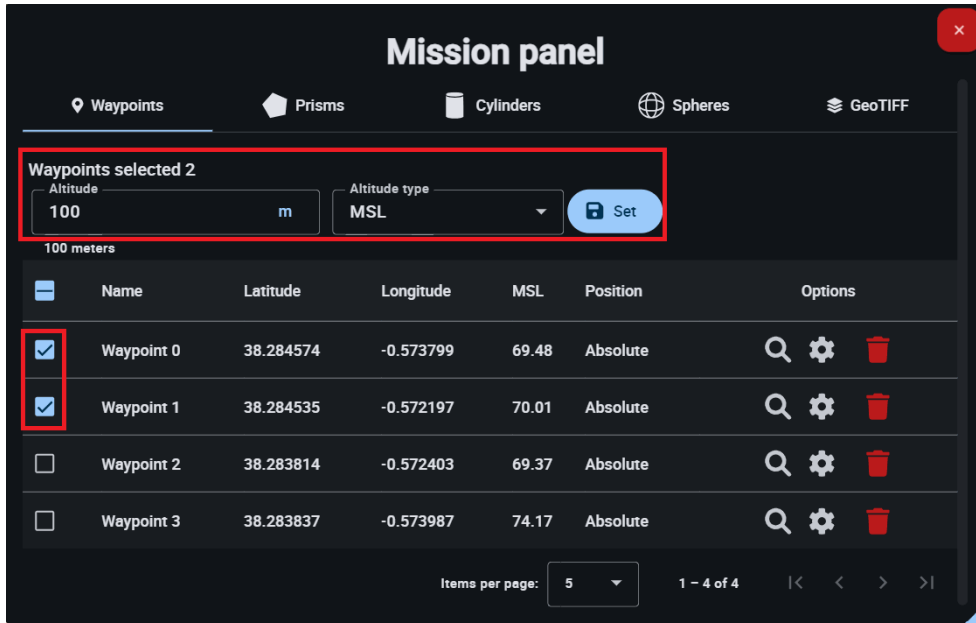 Mission panel
Waypoints Prisms Cylinders Spheres GeoTIFF
Waypoints selected 2
Altitude Altitude type
100 m MSL Set
100 meters
Name Latitude Longitude MSL Position Options
Waypoint 0 38.284574 -0.573799 69.48 Absolute
Waypoint 1 38.284535 -0.572197 70.01 Absolute
Waypoint 2 38.283814 -0.572403 69.37 Absolute
Waypoint 3 38.283837 -0.573987 74.17 Absolute
Items per page: 5 1 – 4 of 4